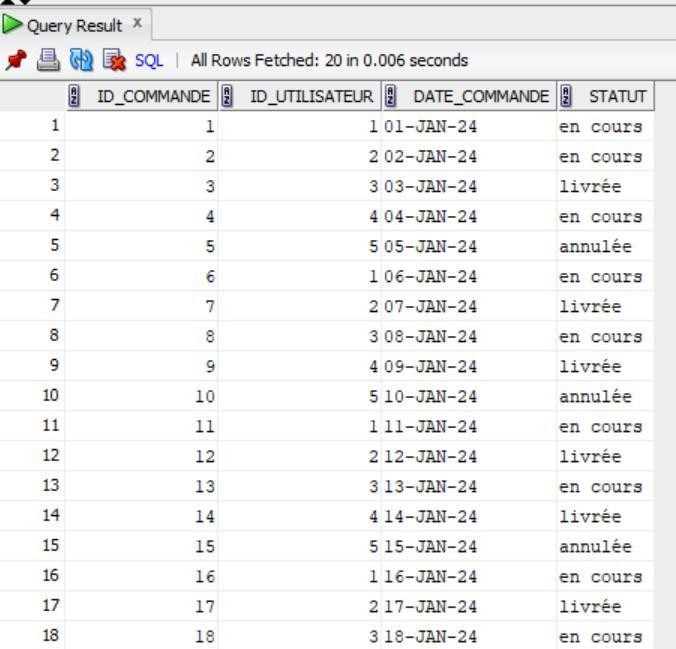 Query Result x
SQL | All Rows Fetched: 20 in 0.006 seconds
ID_COMMANDE ID_UTILISATEUR DATE_COMMANDE STATUT
1 1 1 01-JAN-24 en cours
2 2 2 02-JAN-24 en cours
3 3 3 03-JAN-24 livrée
4 4 4 04-JAN-24 en cours
5 5 5 05-JAN-24 annulée
6 6 1 06-JAN-24 en cours
7 7 2 07-JAN-24 livrée
8 8 3 08-JAN-24 en cours
9 9 4 09-JAN-24 livrée
10 10 5 10-JAN-24 annulée
11 11 1 11-JAN-24 en cours
12 12 2 12-JAN-24 livrée
13 13 3 13-JAN-24 en cours
14 14 4 14-JAN-24 livrée
15 15 5 15-JAN-24 annulée
16 16 1 16-JAN-24 en cours
17 17 2 17-JAN-24 livrée
18 18 3 18-JAN-24 en cours